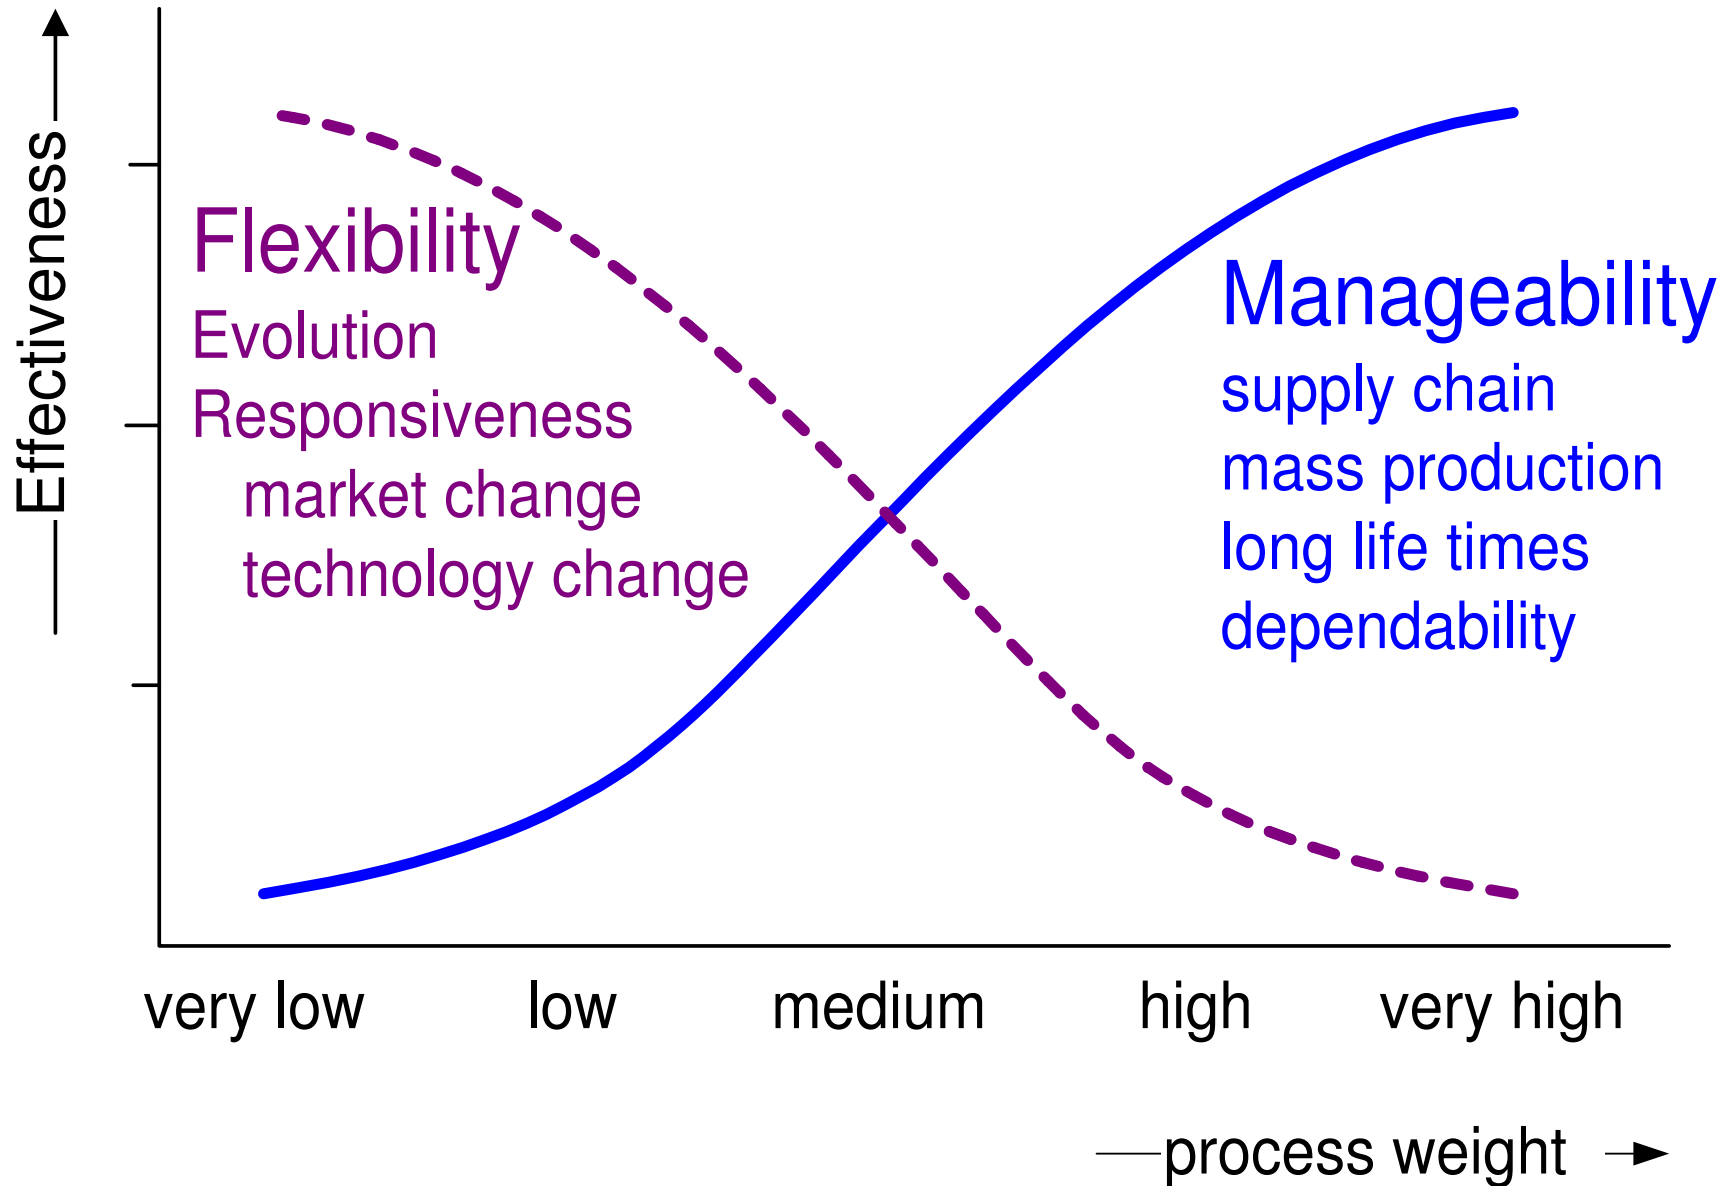 Effectiveness
Flexibility
Evolution
Responsiveness
market change
technology change
Manageability
supply chain
mass production
long life times
dependability
very low
low
medium
high
very high
process weight